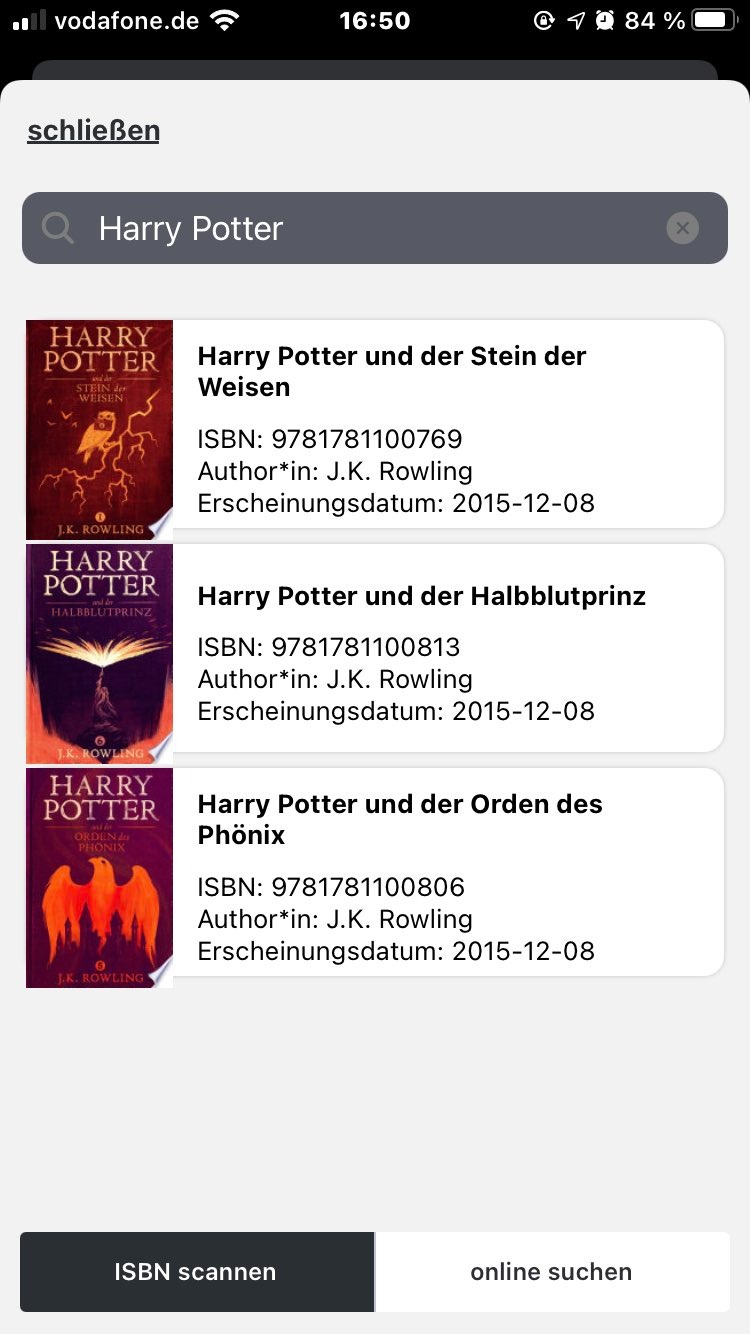 vodafone.de 16:50 84 %
schließen
Harry Potter
HARRY
POTTER
und der
STEIN der
WEISEN
1
J.K. ROWLING
Harry Potter und der Stein der
Weisen
ISBN: 9781781100769
Author*in: J.K. Rowling
Erscheinungsdatum: 2015-12-08
HARRY
POTTER
und der
HALBBLUTPRINZ
6
J.K. ROWLING
Harry Potter und der Halbblutprinz
ISBN: 9781781100813
Author*in: J.K. Rowling
Erscheinungsdatum: 2015-12-08
HARRY
POTTER
und der
ORDEN des
PHÖNIX
5
J.K. ROWLING
Harry Potter und der Orden des
Phönix
ISBN: 9781781100806
Author*in: J.K. Rowling
Erscheinungsdatum: 2015-12-08
ISBN scannen
online suchen